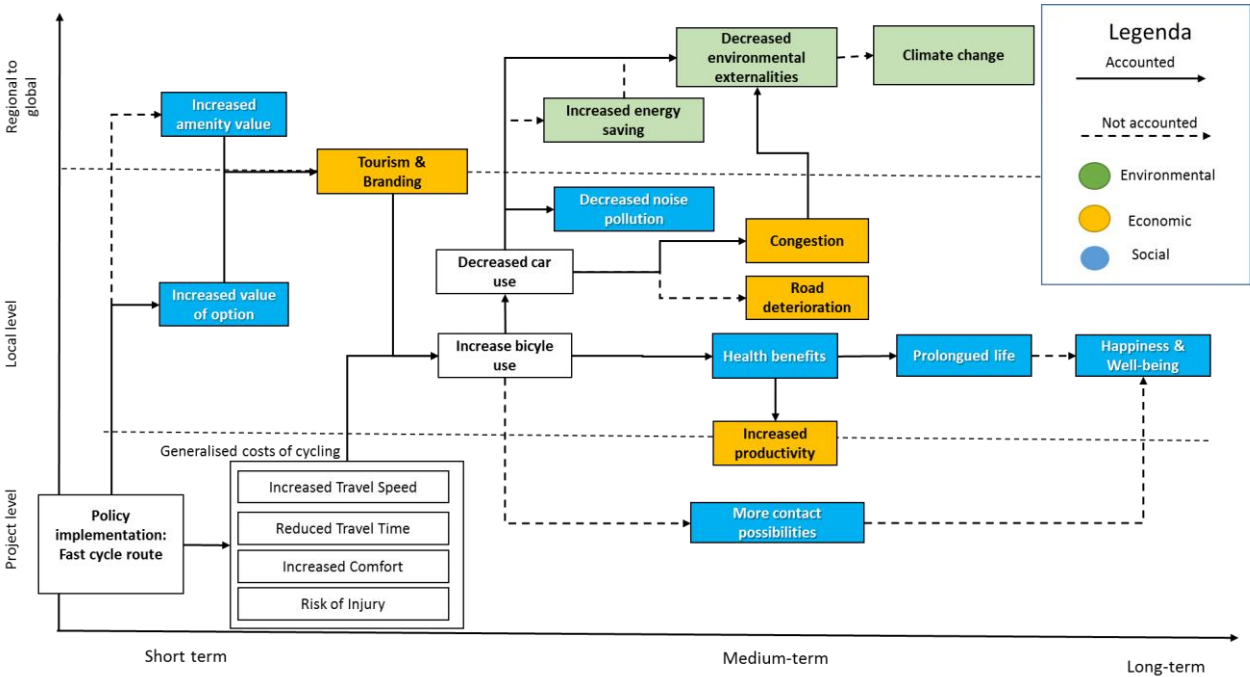 Regional to
global
Local level
Project level
Increased
amenity value
Tourism &
Branding
Increased value
of option
Decreased
environmental
externalities
Climate change
Increased energy
saving
Decreased noise
pollution
Decreased car
use
Congestion
Road
deterioration
Increase bicyle
use
Health benefits
Prolongued life
Happiness &
Well-being
Increased
productivity
More contact
possibilities
Generalised costs of cycling
Increased Travel Speed
Reduced Travel Time
Increased Comfort
Risk of Injury
Policy
implementation:
Fast cycle route
Short term
Medium-term
Long-term
Legenda
Accounted
Not accounted
Environmental
Economic
Social